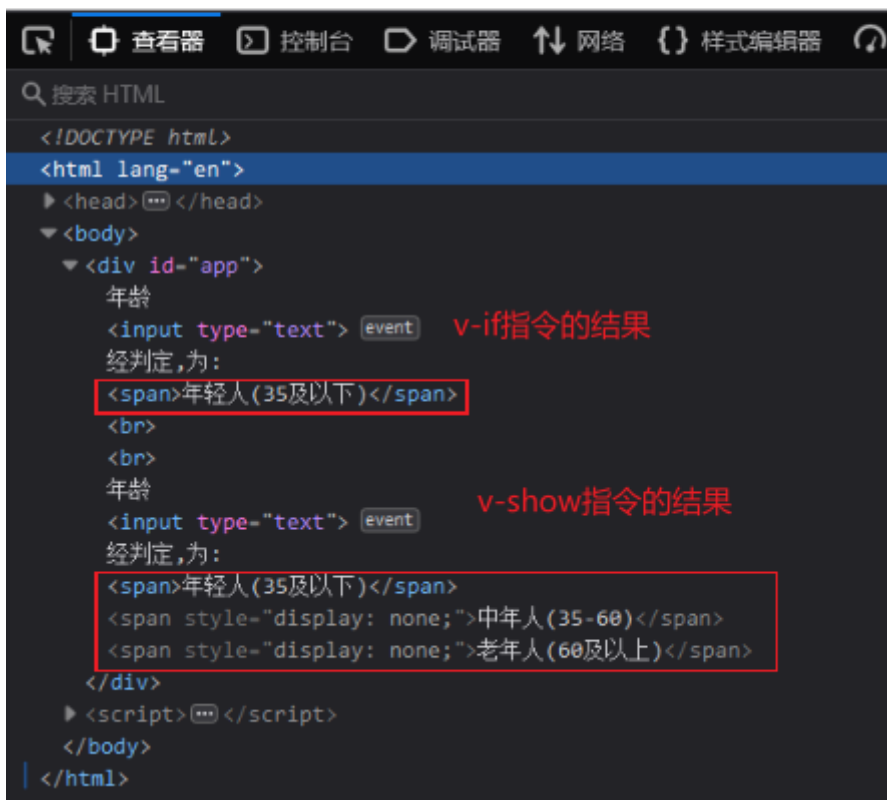 查看器 控制台 调试器 网络 {} 样式编辑器
搜索 HTML
<!DOCTYPE html>
<html lang="en">
<head>⋯</head>
<body>
<div id="app">
年龄
<input type="text"> event v-if指令的结果
经判定,为:
<span>年轻人(35及以下)</span>
<br>
<br>
年龄
v-show指令的结果
<input type="text"> event
经判定,为:
<span>年轻人(35及以下)</span>
<span style="display: none;">中年人(35-60)</span>
<span style="display: none;">老年人(60及以上)</span>
</div>
<script>⋯</script>
</body>
</html>